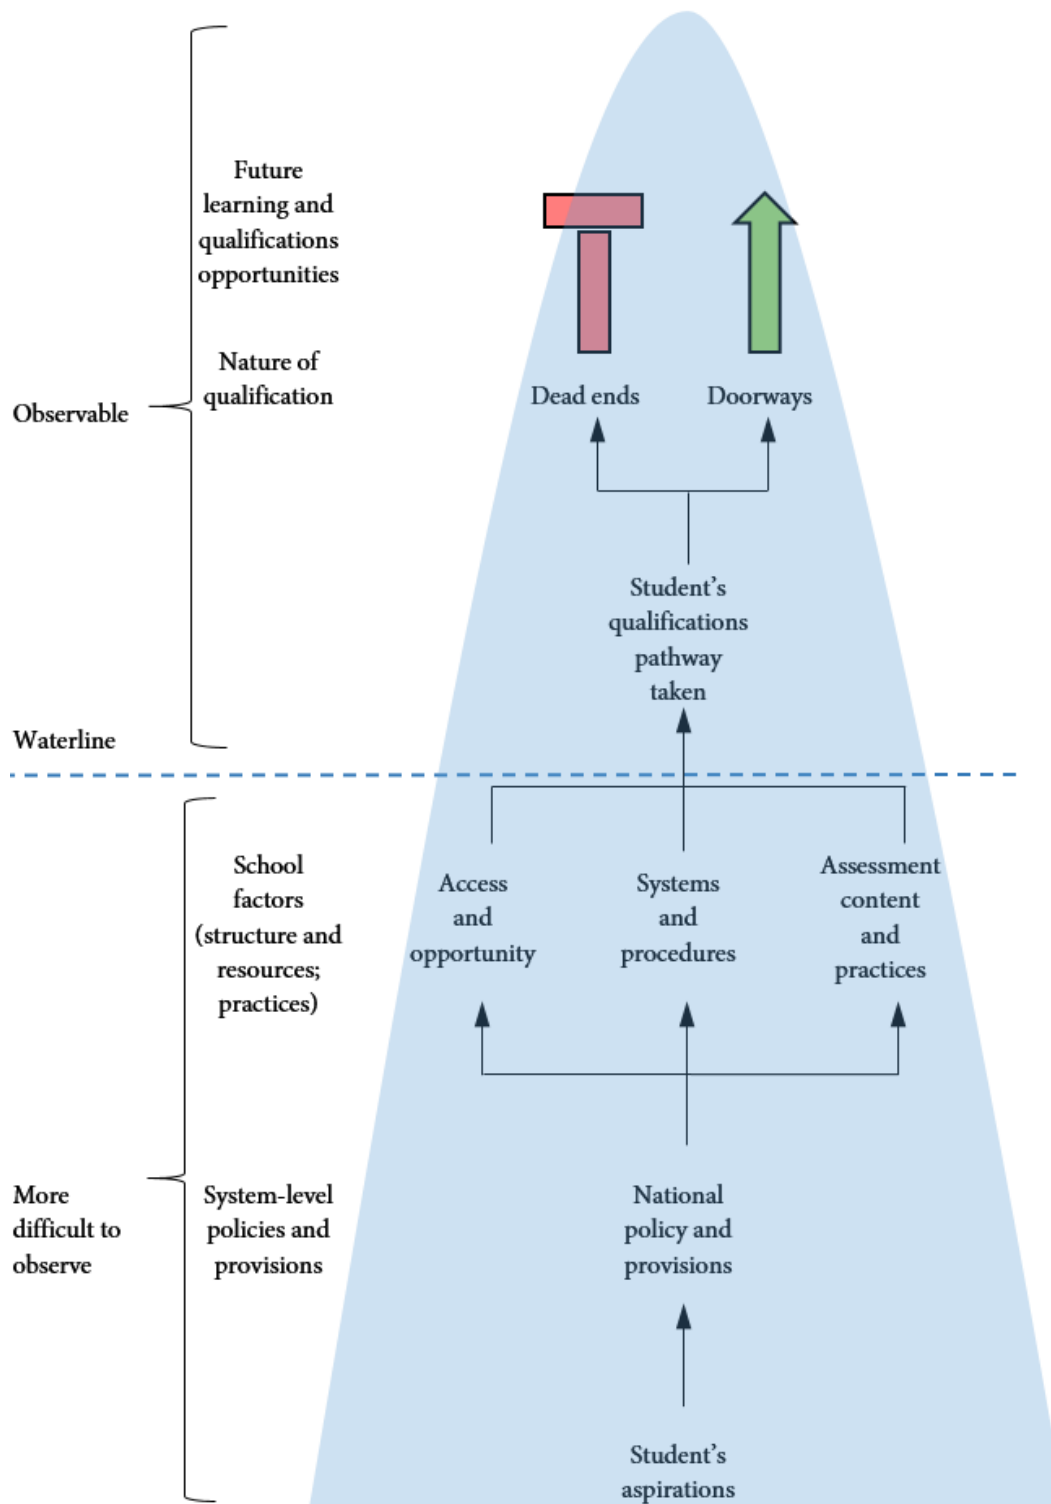 Future
learning and
qualifications
opportunities
Nature of
qualification
Observable
Dead ends
Doorways
Student’s
qualifications
pathway
taken
Waterline
School
factors
(structure and
resources;
practices)
Access
and
opportunity
Systems
and
procedures
Assessment
content
and
practices
More
difficult to
observe
System-level
policies and
provisions
National
policy and
provisions
Student’s
aspirations